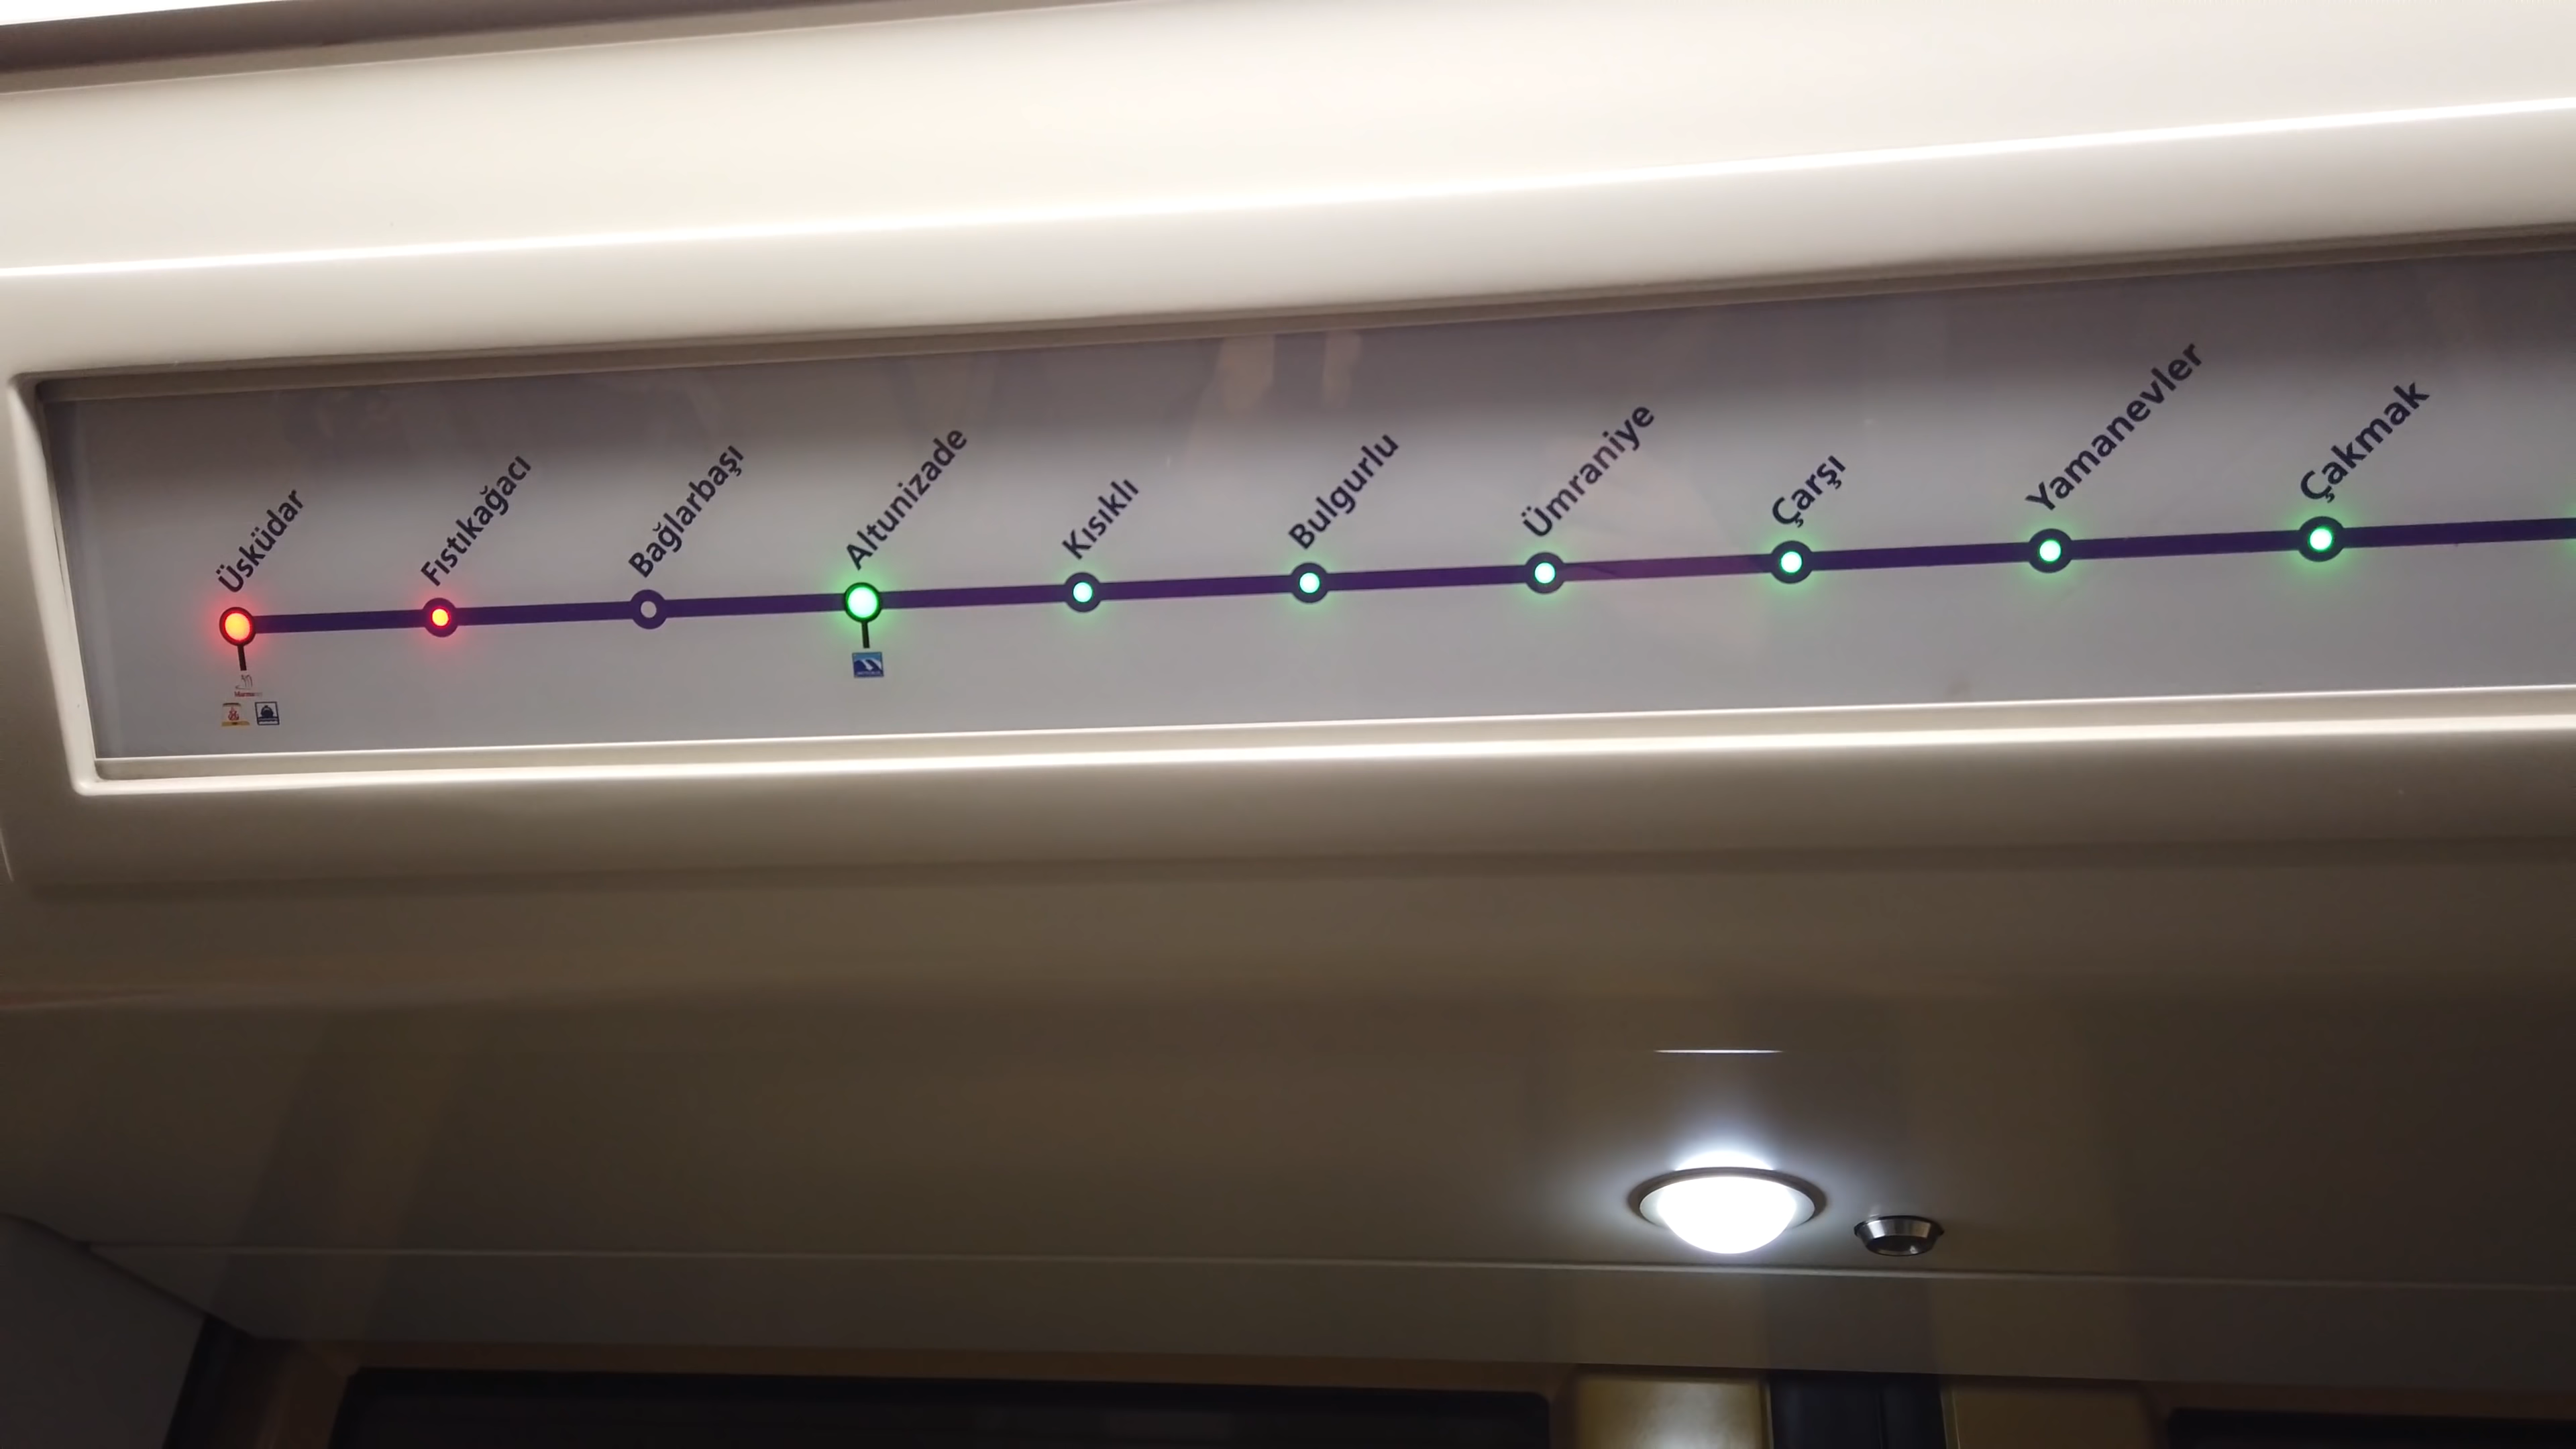 Üsküdar
Fıstıkağacı
Bağlarbaşı
Altunizade
Kısıklı
Bulgurlu
Ümraniye
Çarşı
Yamanevler
Çakmak